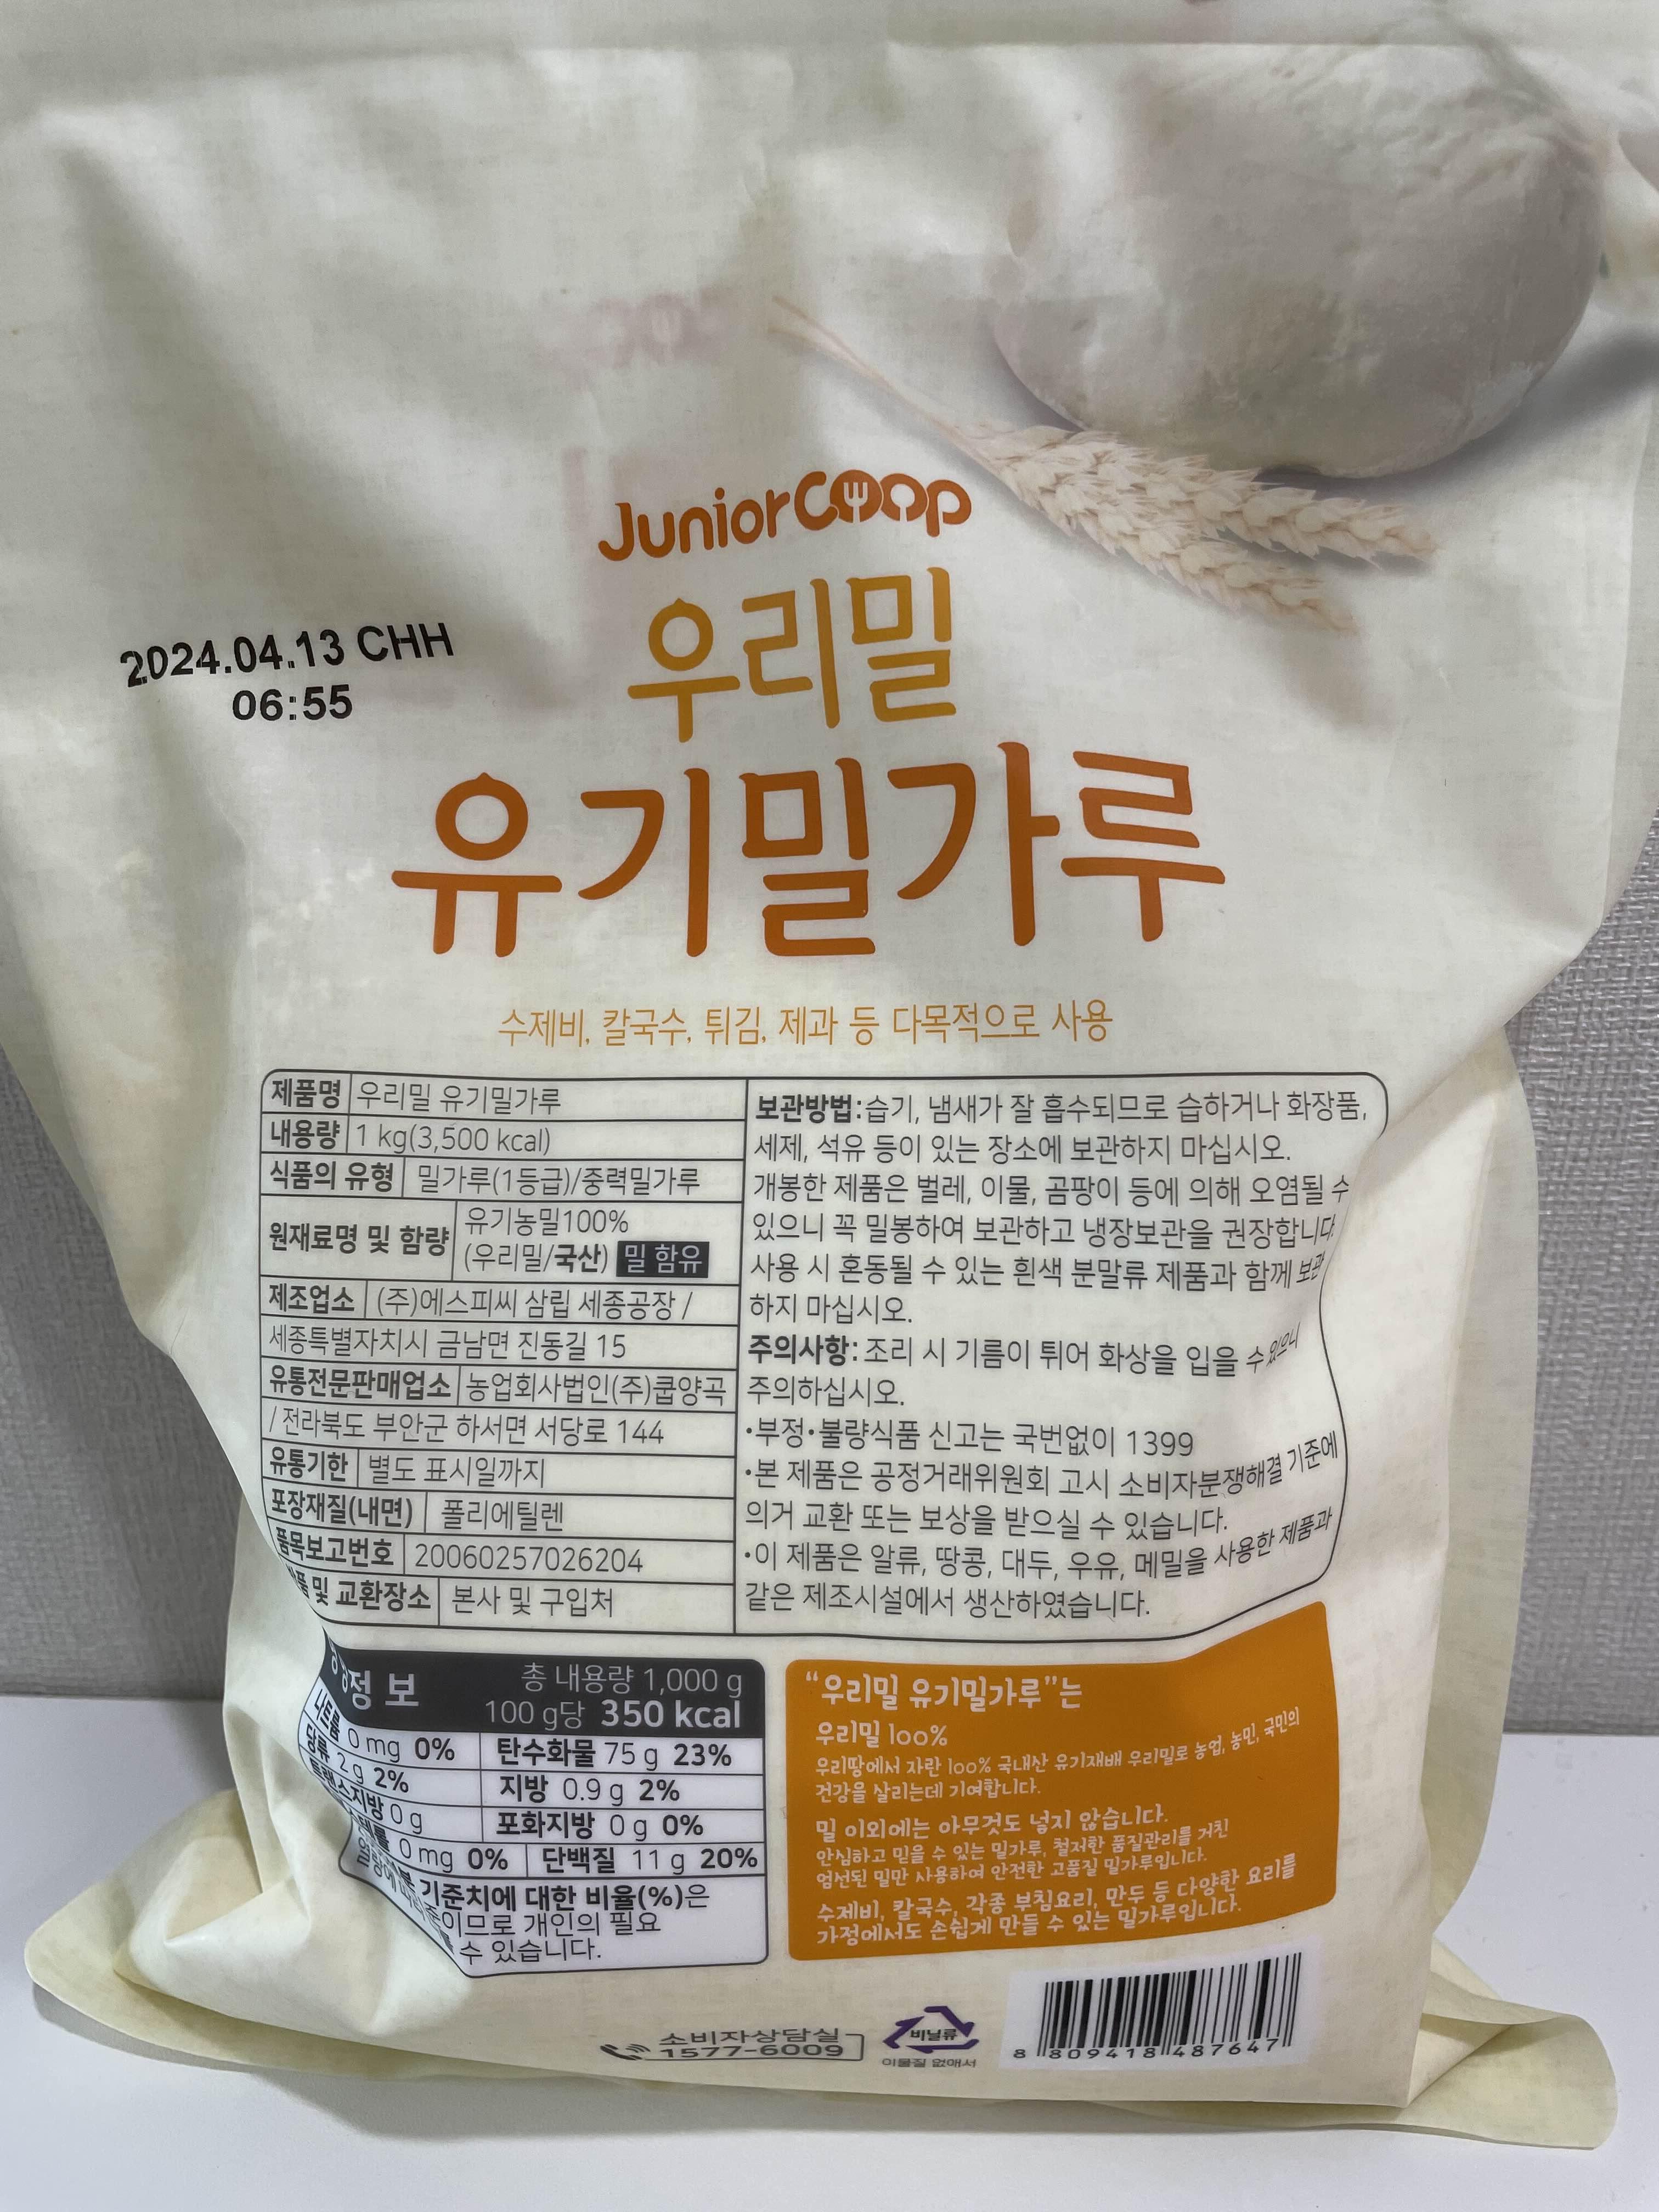 JuniorCOOP
우리밀
2024.04.13 CHH
06:55
유기밀가루
수제비, 칼국수, 튀김, 제과 등 다목적으로 사용
제품명 우리밀 유기밀가루
내용량 1 kg(3,500 kcal)
식품의 유형 밀가루(1등급)/중력밀가루
원재료명 및 함량 유기농밀100%
(우리밀/국산) 밀 함유
제조업소 (주)에스피씨 삼립 세종공장 /
세종특별자치시 금남면 진동길 15
유통전문판매업소 농업회사법인(주)쿱양곡
/ 전라북도 부안군 하서면 서당로 144
유통기한 별도 표시일까지
포장재질(내면) 폴리에틸렌
품목보고번호 20060257026204
및 교환장소 본사 및 구입처
보관방법:습기, 냄새가 잘 흡수되므로 습하거나 화장품,
세제, 석유 등이 있는 장소에 보관하지 마십시오.
개봉한 제품은 벌레, 이물, 곰팡이 등에 의해 오염될 수
있으니 꼭 밀봉하여 보관하고 냉장보관을 권장합니다
사용 시 혼동될 수 있는 흰색 분말류 제품과 함께 보관
하지 마십시오.
주의사항: 조리 시 기름이 튀어 화상을 입을 수 있으니
주의하십시오.
•부정•불량식품 신고는 국번없이 1399
•본 제품은 공정거래위원회 고시 소비자분쟁해결 기준에
의거 교환 또는 보상을 받으실 수 있습니다.
•이 제품은 알류, 땅콩, 대두, 우유, 메밀을 사용한 제품과
같은 제조시설에서 생산하였습니다.
정보 총 내용량 1,000 g
100 g당 350 kcal
나트륨 0 mg 0% 탄수화물 75 g 23%
당류 2 g 2% 지방 0.9 g 2%
트랜스지방 0 g 포화지방 0 g 0%
0 mg 0% 단백질 11 g 20%
기준치에 대한 비율(%)은
이므로 개인의 필요
수 있습니다.
“우리밀 유기밀가루”는
우리밀 100%
우리땅에서 자란 100% 국내산 유기재배 우리밀로 농업, 농민, 국민의
건강을 살리는데 기여합니다.
밀 이외에는 아무것도 넣지 않습니다.
안심하고 믿을 수 있는 밀가루, 철저한 품질관리를 거친
엄선된 밀만 사용하여 안전한 고품질 밀가루입니다.
수제비, 칼국수, 각종 부침요리, 만두 등 다양한 요리를
가정에서도 손쉽게 만들 수 있는 밀가루입니다.
소비자상담실
1577-6009
비닐류
이물질 없애서
8 809418 487647